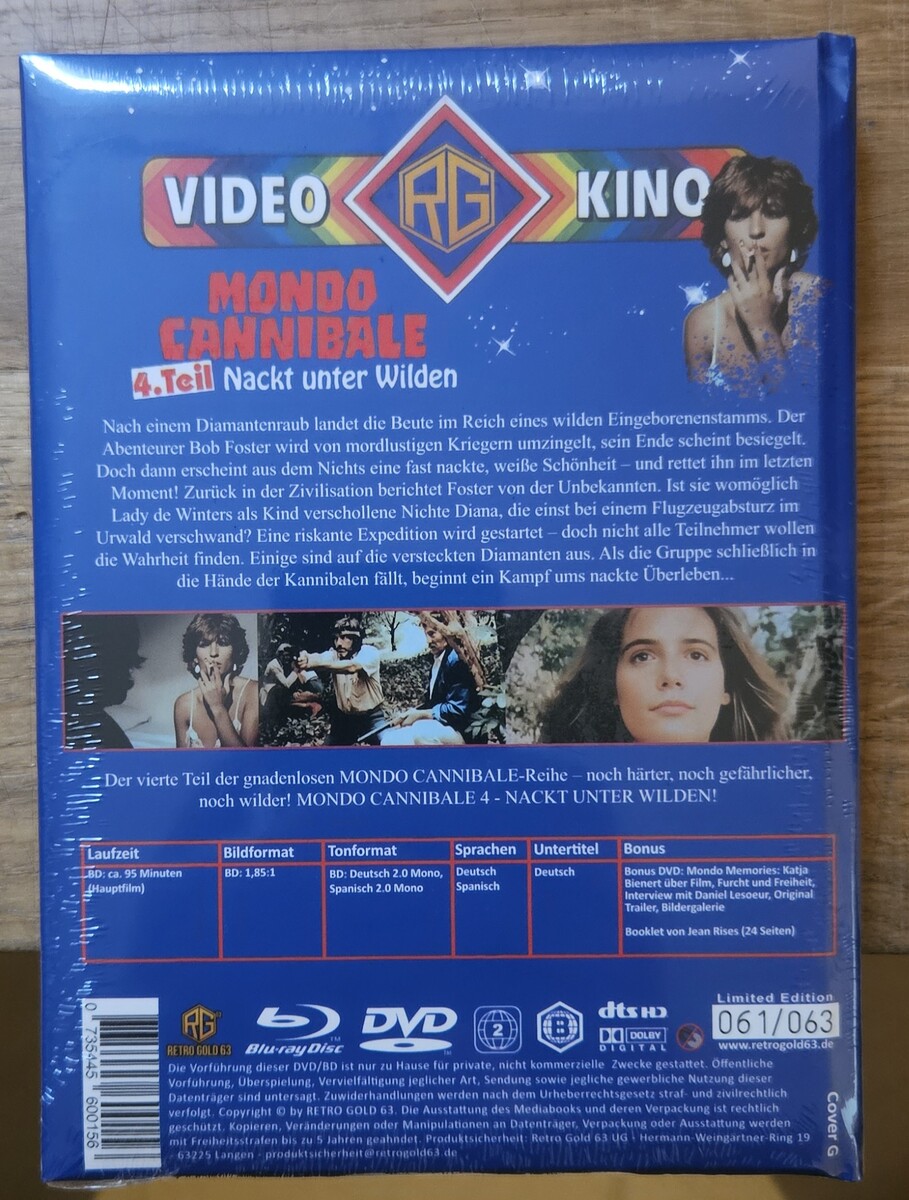 VIDEO RG KINO
MONDO
CANNIBALE
4.Teil Nackt unter Wilden
Nach einem Diamantenraub landet die Beute im Reich eines wilden Eingeborenenstamms. Der
Abenteurer Bob Foster wird von mordlustigen Kriegern umzingelt, sein Ende scheint besiegelt.
Doch dann erscheint aus dem Nichts eine fast nackte, weiße Schönheit – und rettet ihn im letzten
Moment! Zurück in der Zivilisation berichtet Foster von der Unbekannten. Ist sie womöglich
Lady de Winters als Kind verschollene Nichte Diana, die einst bei einem Flugzeugabsturz im
Urwald verschwand? Eine riskante Expedition wird gestartet – doch nicht alle Teilnehmer wollen
die Wahrheit finden. Einige sind auf die versteckten Diamanten aus. Als die Gruppe schließlich in
die Hände der Kannibalen fällt, beginnt ein Kampf ums nackte Überleben...
Der vierte Teil der gnadenlosen MONDO CANNIBALE-Reihe – noch härter, noch gefährlicher,
noch wilder! MONDO CANNIBALE 4 - NACKT UNTER WILDEN!
Laufzeit
BD: ca. 95 Minuten
(Hauptfilm)
Bildformat
BD: 1,85:1
Tonformat
BD: Deutsch 2.0 Mono,
Spanisch 2.0 Mono
Sprachen
Deutsch
Spanisch
Untertitel
Deutsch
Bonus
Bonus DVD: Mondo Memories: Katja
Bienert über Film, Furcht und Freiheit,
Interview mit Daniel Lesoeur, Original
Trailer, Bildergalerie
Booklet von Jean Rises (24 Seiten)
0 735445 600156
RG
RETRO GOLD 63
Blu-ray Disc
DVD
2
B
dts HD
DOLBY
DIGITAL
Limited Edition
061/063
www.retrogold63.de
Die Vorführung dieser DVD/BD ist nur zu Hause für private, nicht kommerzielle Zwecke gestattet. Öffentliche
Vorführung, Überspielung, Vervielfältigung jeglicher Art, Sendung sowie jegliche gewerbliche Nutzung dieser
Datenträger sind untersagt. Zuwiderhandlungen werden nach dem Urheberrechtsgesetz straf- und zivilrechtlich
verfolgt. Copyright © by RETRO GOLD 63. Die Ausstattung des Mediabooks und deren Verpackung ist rechtlich
geschützt. Kopieren, Veränderungen oder Manipulationen an Datenträger, Verpackung oder Ausstattung werden
mit Freiheitsstrafen bis zu 5 Jahren geahndet. Produktsicherheit: Retro Gold 63 UG - Hermann-Weingärtner-Ring 19
- 63225 Langen - produktsicherheit@retrogold63.de
Cover G